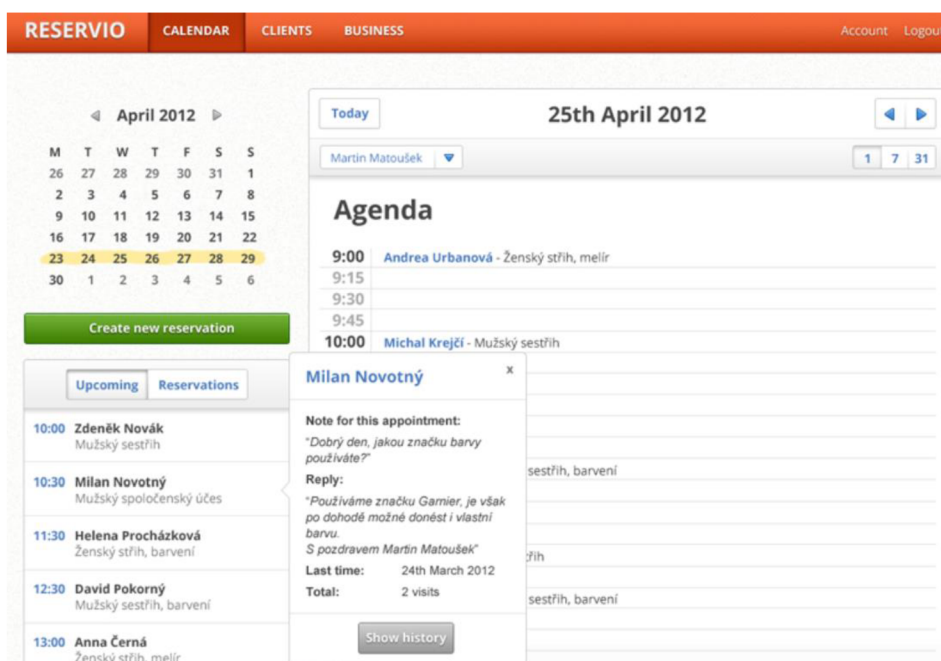 RESERVIO CALENDAR CLIENTS BUSINESS Account Logout
April 2012
M T W T F S S
26 27 28 29 30 31 1
2 3 4 5 6 7 8
9 10 11 12 13 14 15
16 17 18 19 20 21 22
23 24 25 26 27 28 29
30 1 2 3 4 5 6
Create new reservation
Upcoming Reservations
10:00 Zdeněk Novák
Mužský sestřih
10:30 Milan Novotný
Mužský spoločenský účes
11:30 Helena Procházková
Ženský střih, barvení
12:30 David Pokorný
Mužský sestřih, barvení
13:00 Anna Černá
Ženský střih, melír
Today 25th April 2012
Martin Matoušek 1 7 31
Agenda
9:00 Andrea Urbanová - Ženský střih, melír
9:15
9:30
9:45
10:00 Michal Krejčí - Mužský sestřih
sestřih, barvení
střih
sestřih, barvení
Milan Novotný x
Note for this appointment:
"Dobrý den, jakou značku barvy
používáte?"
Reply:
"Používáme značku Garnier, je však
po dohodě možné donést i vlastní
barvu.
S pozdravem Martin Matoušek"
Last time: 24th March 2012
Total: 2 visits
Show history